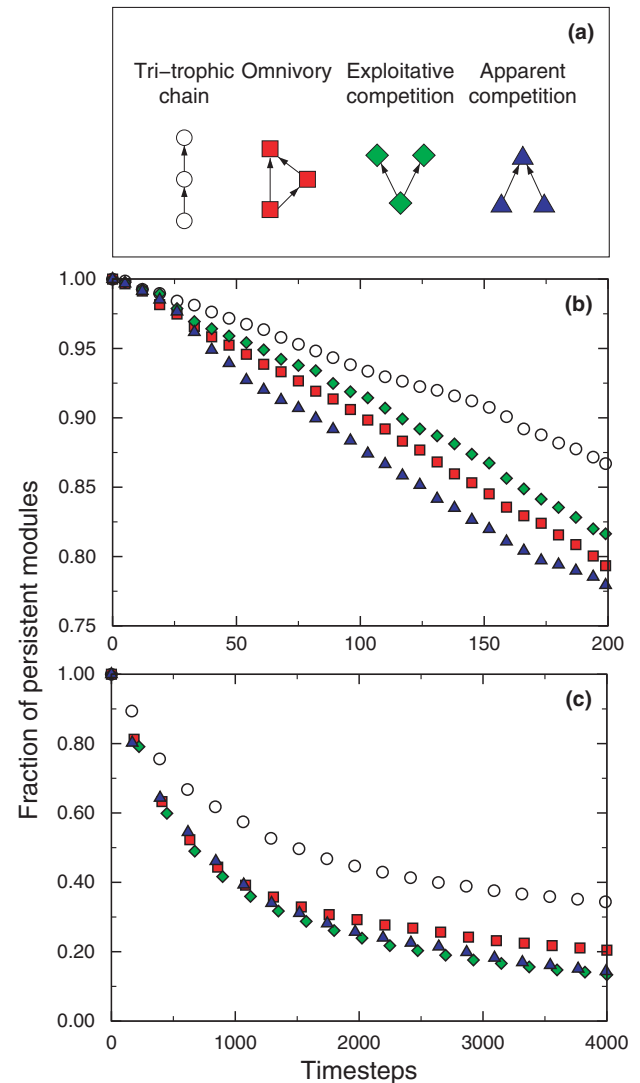 (a)
Tri-trophic
chain
Omnivory
Exploitative
competition
Apparent
competition
Fraction of persistent modules
(b)
1.00
0.95
0.90
0.85
0.80
0.75
0
50
100
150
200
(c)
1.00
0.80
0.60
0.40
0.20
0.00
0
1000
2000
3000
4000
Timesteps